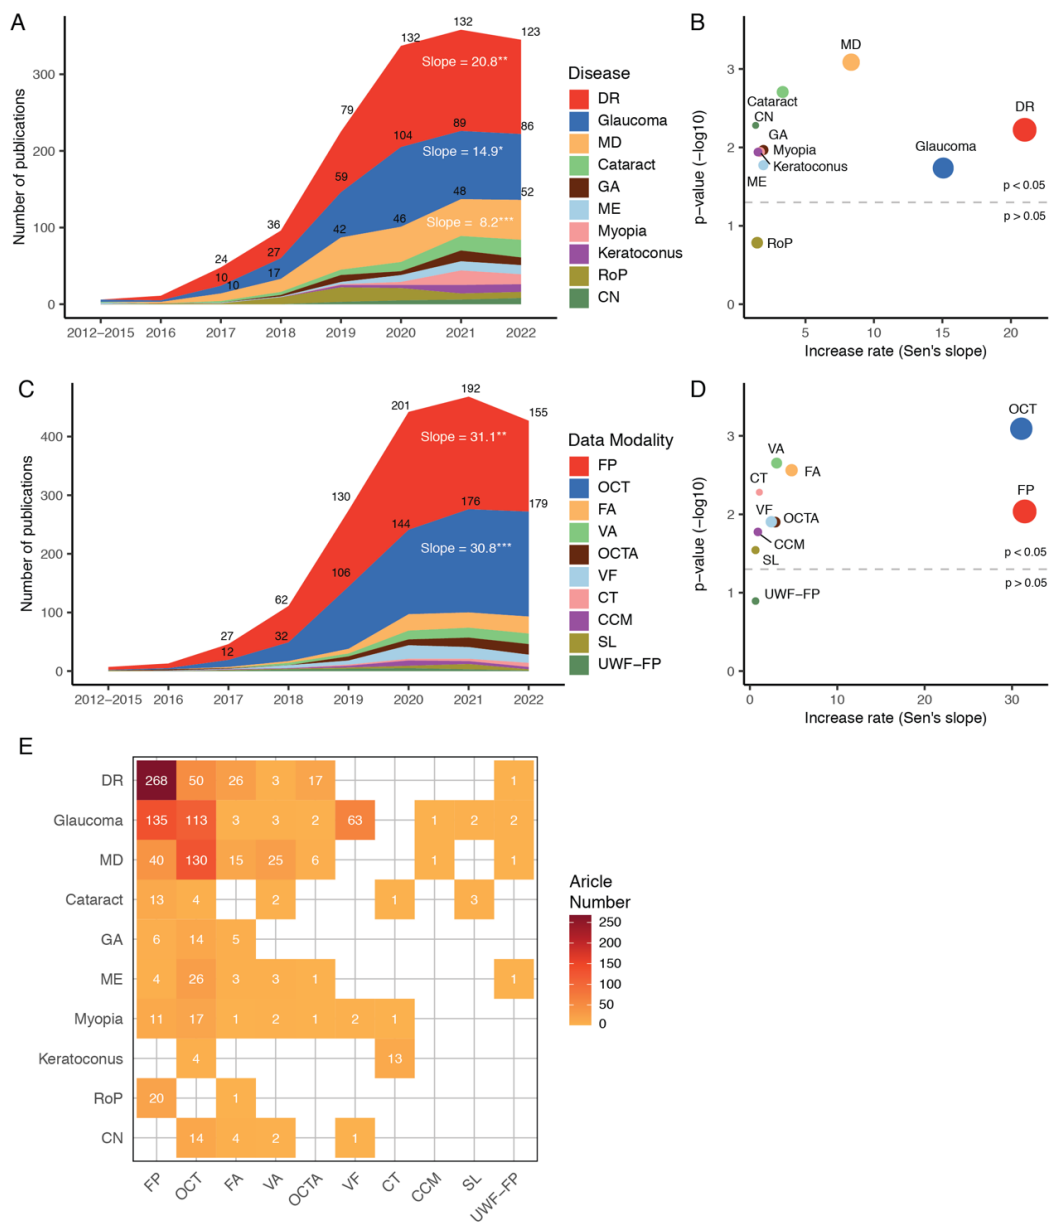 A
Number of publications
300
200
100
0
2012–2015
2016
2017
2018
2019
2020
2021
2022
24
36
79
132
132
123
10
27
59
104
89
86
10
17
42
46
48
52
Slope = 20.8**
Slope = 14.9*
Slope = 8.2***
Disease
DR
Glaucoma
MD
Cataract
GA
ME
Myopia
Keratoconus
RoP
CN
B
p-value (−log10)
3
2
1
0
MD
Cataract
CN
DR
GA
Myopia
Glaucoma
Keratoconus
ME
p < 0.05
p > 0.05
RoP
5
10
15
20
Increase rate (Sen's slope)
C
Number of publications
400
300
200
100
0
2012–2015
2016
2017
2018
2019
2020
2021
2022
27
62
130
201
192
155
12
32
106
144
176
179
Slope = 31.1**
Slope = 30.8***
Data Modality
FP
OCT
FA
VA
OCTA
VF
CT
CCM
SL
UWF−FP
D
p-value (−log10)
3
2
1
0
OCT
VA
FA
CT
FP
VF
OCTA
CCM
SL
p < 0.05
p > 0.05
UWF−FP
0
10
20
30
Increase rate (Sen's slope)
E
DR 268 50 26 3 17 1
Glaucoma 135 113 3 3 2 63 1 2 2
MD 40 130 15 25 6 1 1
Cataract 13 4 2 1 3
GA 6 14 5
ME 4 26 3 3 1 1
Myopia 11 17 1 2 1 2 1
Keratoconus 4 13
RoP 20 1
CN 14 4 2 1
FP OCT FA VA OCTA VF CT CCM SL UWF−FP
Aricle
Number
250
200
150
100
50
0